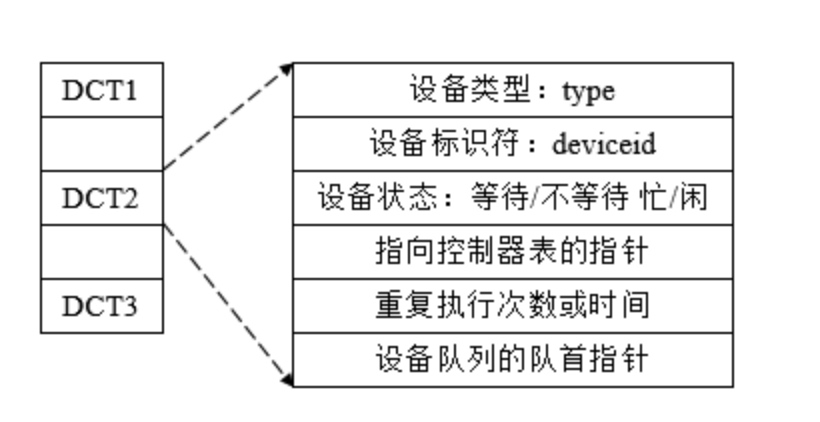 DCT1
DCT2
DCT3
设备类型：type
设备标识符：deviceid
设备状态：等待/不等待 忙/闲
指向控制器表的指针
重复执行次数或时间
设备队列的队首指针